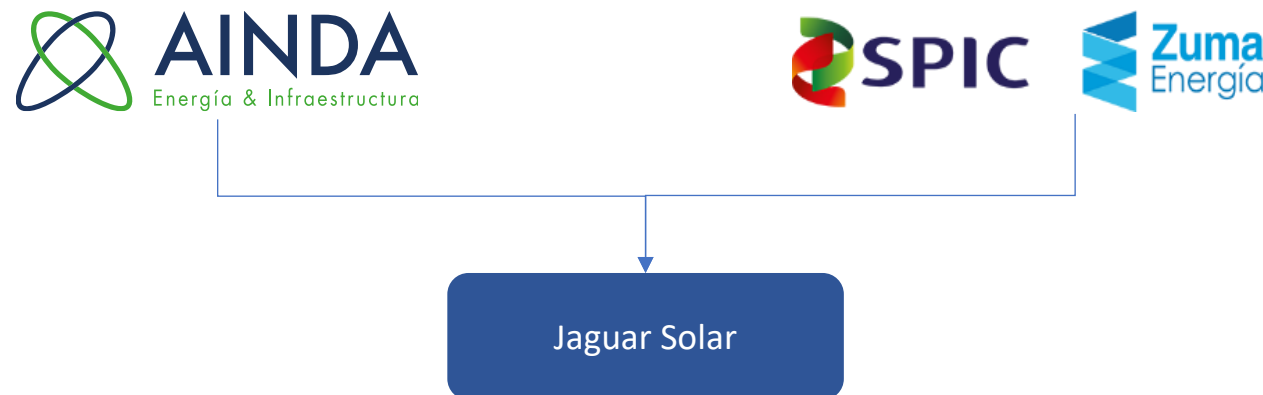 AINDA
Energía & Infraestructura
SPIC
Zuma
Energía
Jaguar Solar